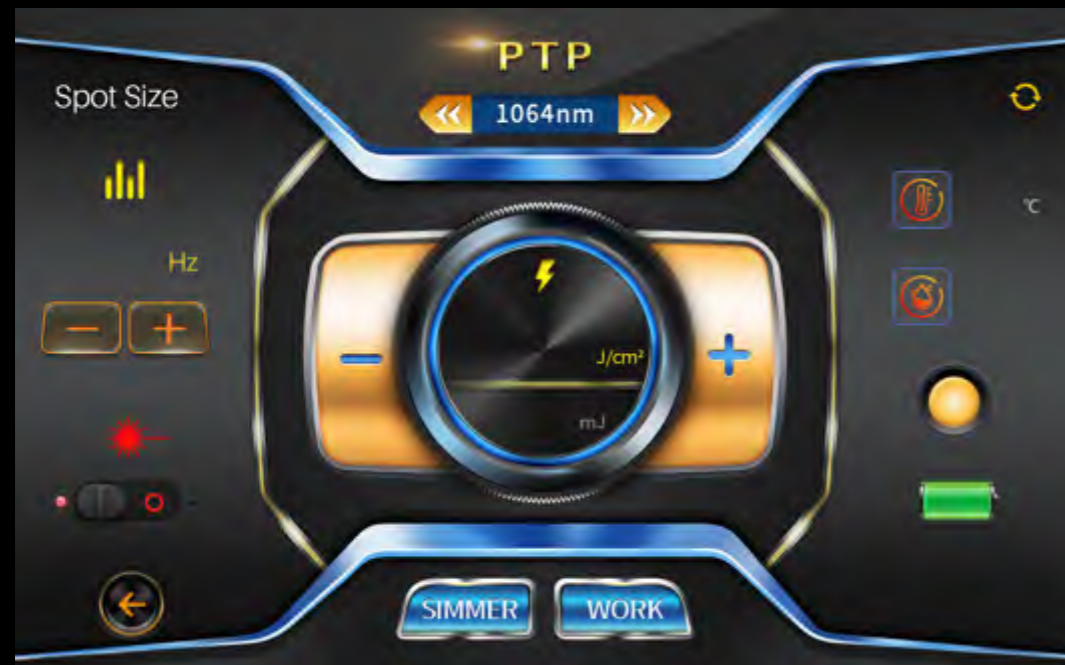 PTP
Spot Size
1064nm
℃
Hz
J/cm²
mJ
SIMMER
WORK